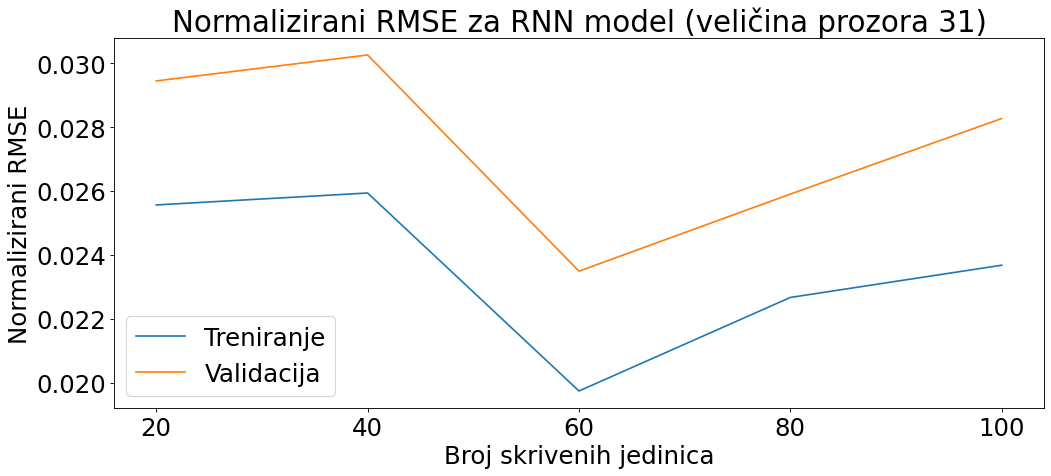 Normalizirani RMSE za RNN model (veličina prozora 31)
Normalizirani RMSE
0.030
0.028
0.026
0.024
0.022
0.020
Treniranje
Validacija
20 40 60 80 100
Broj skrivenih jedinica